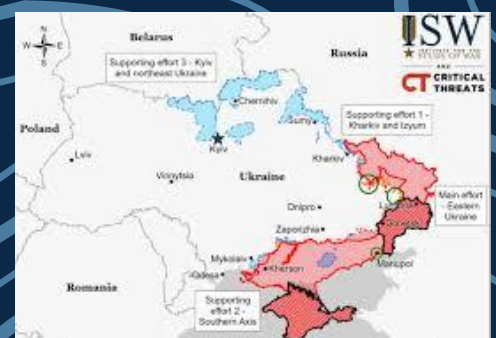 ISW
INSTITUTE FOR THE
STUDY OF WAR
AND
CT CRITICAL
THREATS
N
W
E
S
Belarus
Russia
Supporting effort 3 - Kyiv
and northeast Ukraine
Chernihiv
Sumy
Supporting effort 1 -
Kharkiv and Izyum
Poland
Kyiv
Lviv
Kharkiv
Vinnytsia
Ukraine
Main effort
- Eastern
Ukraine
Dnipro
Donetsk
Zaporizhia
Mykolaiv
Mariupol
Odesa
Kherson
Romania
Supporting
effort 2 -
Southern Axis